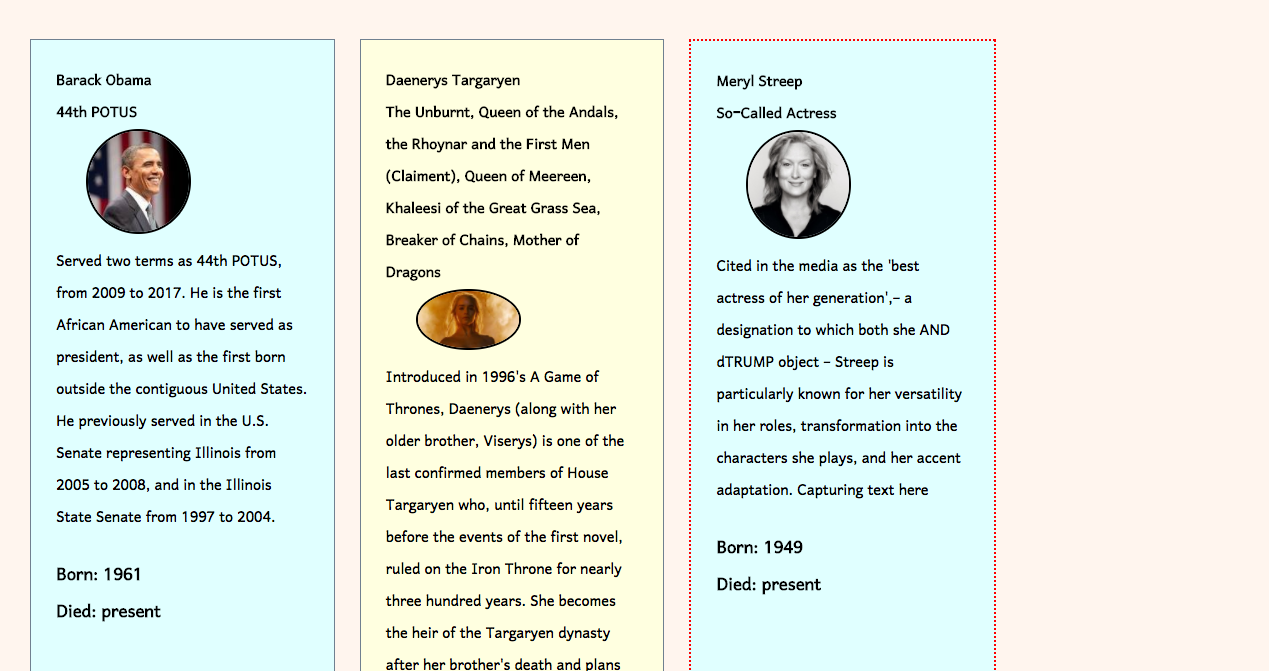 Barack Obama
44th POTUS
Served two terms as 44th POTUS,
from 2009 to 2017. He is the first
African American to have served as
president, as well as the first born
outside the contiguous United States.
He previously served in the U.S.
Senate representing Illinois from
2005 to 2008, and in the Illinois
State Senate from 1997 to 2004.
Born: 1961
Died: present
Daenerys Targaryen
The Unburnt, Queen of the Andals,
the Rhoynar and the First Men
(Claiment), Queen of Meereen,
Khaleesi of the Great Grass Sea,
Breaker of Chains, Mother of
Dragons
Introduced in 1996's A Game of
Thrones, Daenerys (along with her
older brother, Viserys) is one of the
last confirmed members of House
Targaryen who, until fifteen years
before the events of the first novel,
ruled on the Iron Throne for nearly
three hundred years. She becomes
the heir of the Targaryen dynasty
after her brother's death and plans
Meryl Streep
So-Called Actress
Cited in the media as the 'best
actress of her generation',– a
designation to which both she AND
dTRUMP object – Streep is
particularly known for her versatility
in her roles, transformation into the
characters she plays, and her accent
adaptation. Capturing text here
Born: 1949
Died: present